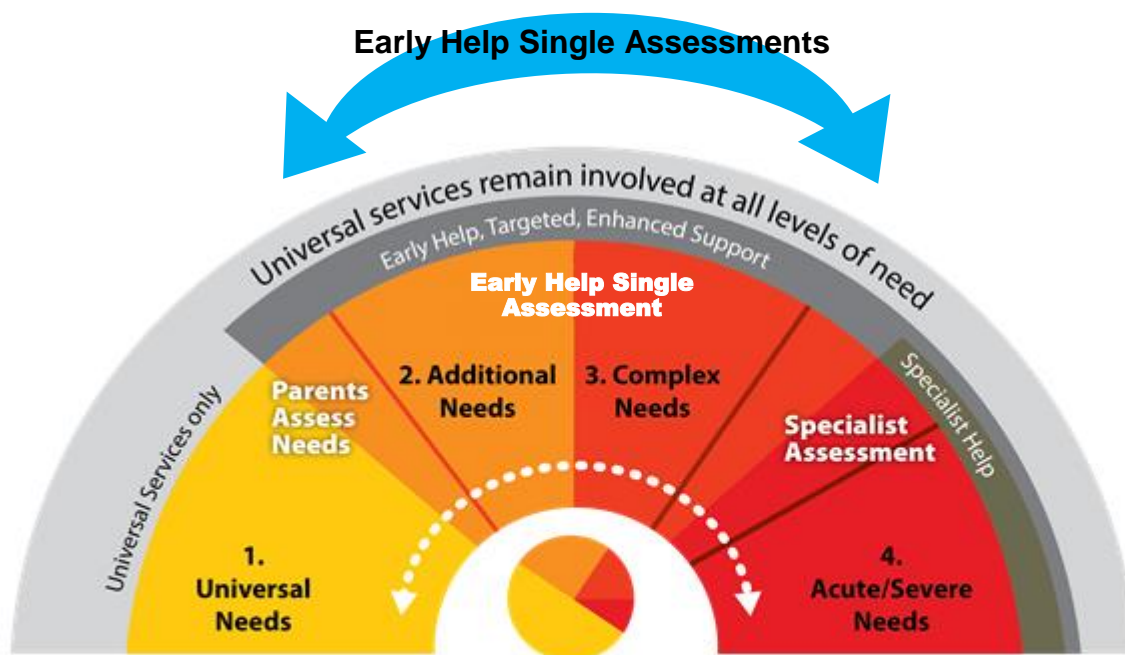 Early Help Single Assessments
Universal services remain involved at all levels of need
Early Help, Targeted, Enhanced Support
Early Help Single
Assessment
2. Additional
Needs
3. Complex
Needs
Parents
Assess
Needs
Specialist
Assessment
Specialist Help
Universal Services only
1.
Universal
Needs
4.
Acute/Severe
Needs